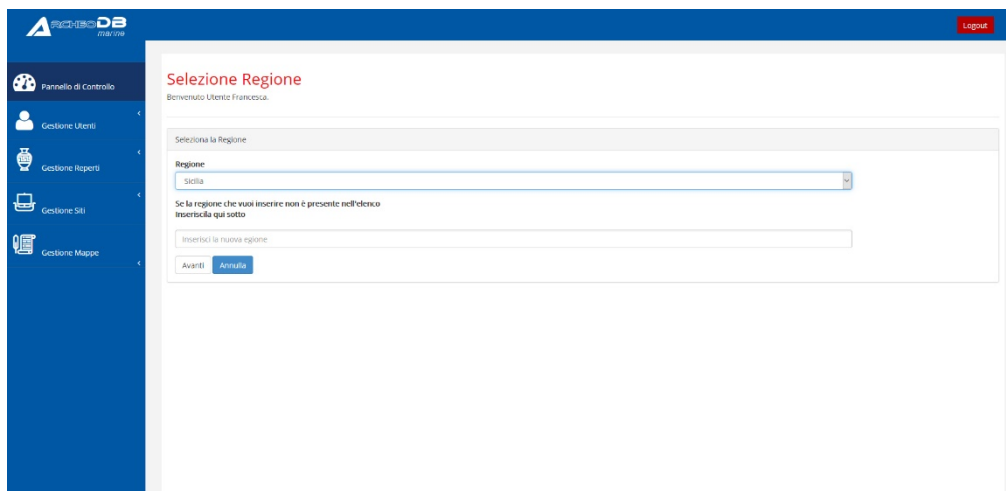 ARCHEODB
marine
Logout
Pannello di Controllo
Gestione Utenti
Gestione Reperti
Gestione Siti
Gestione Mappe
Selezione Regione
Benvenuto Utente Francesca.
Seleziona la Regione
Regione
Sicilia
Se la regione che vuoi inserire non è presente nell'elenco
Inseriscila qui sotto
Inserisci la nuova egione
Avanti Annulla